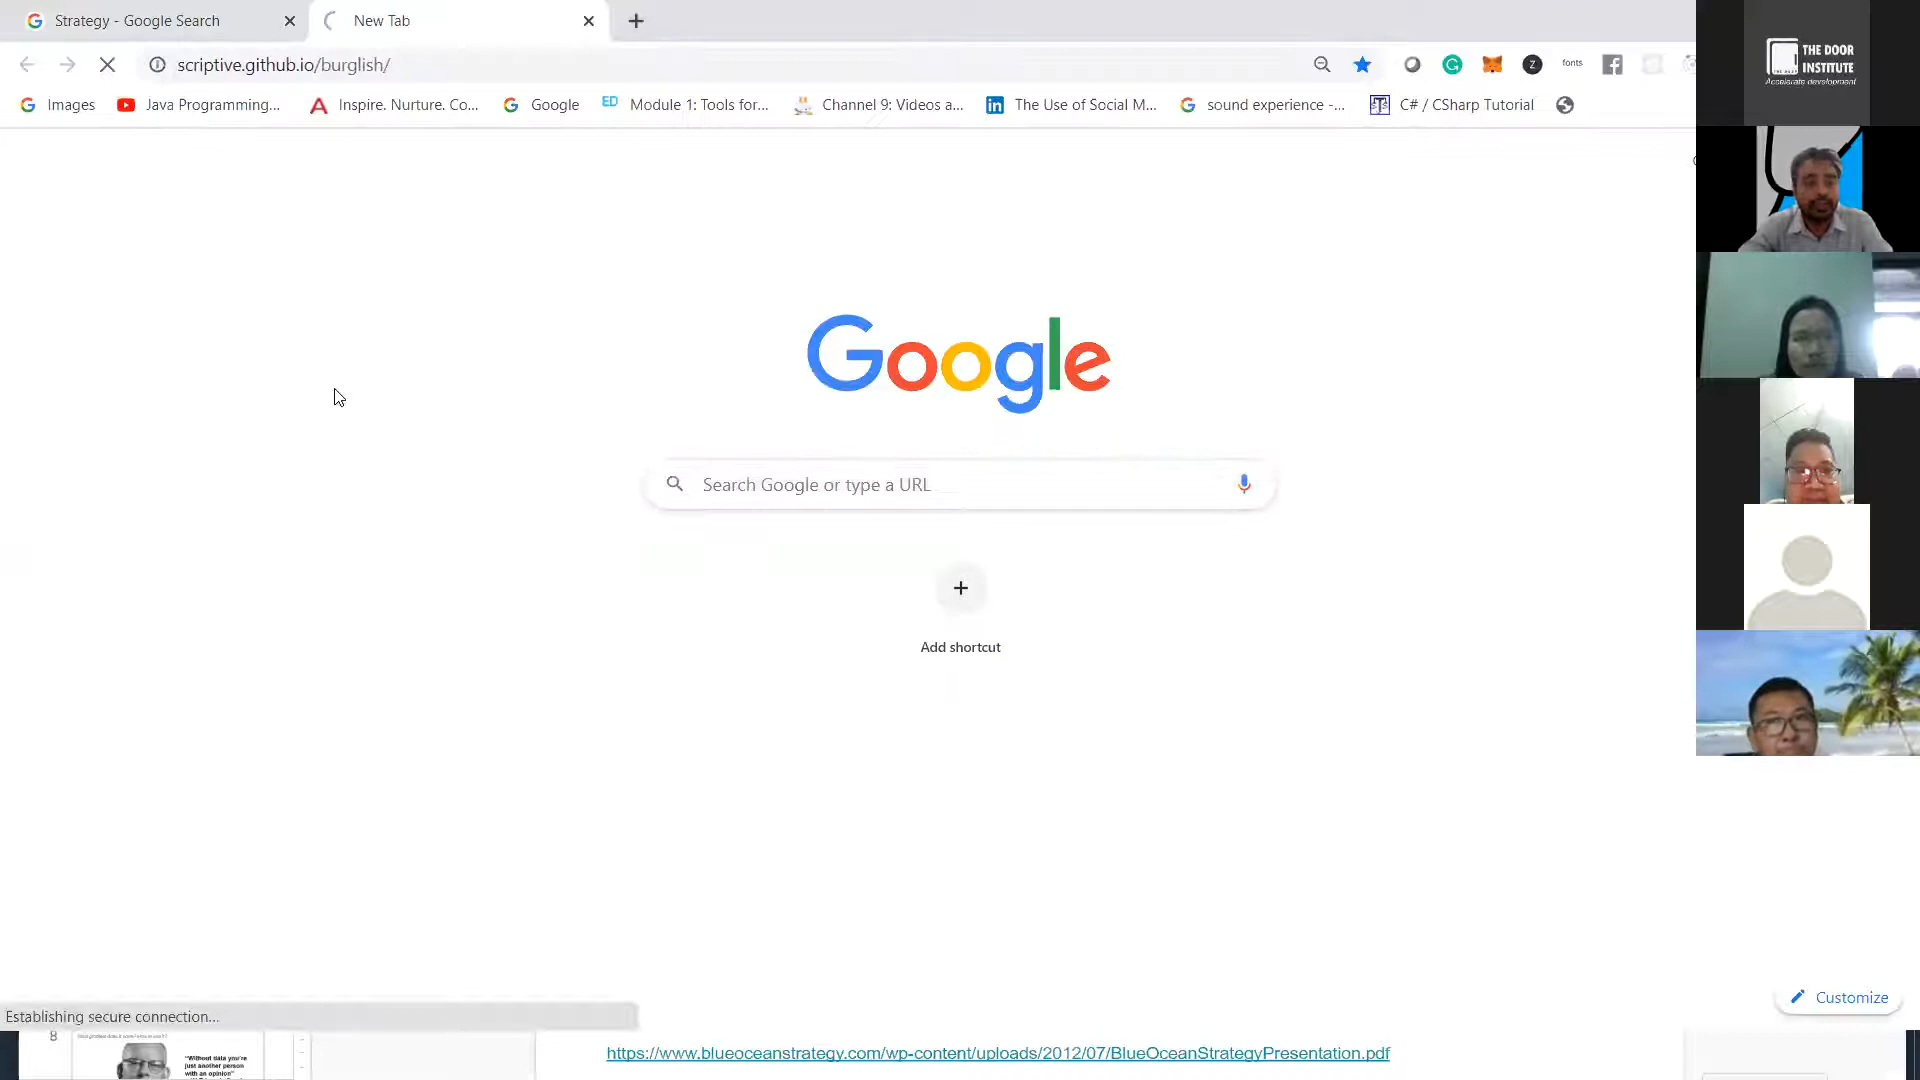 Strategy - Google Search
New Tab
scriptive.github.io/burglish/
fonts
Images
Java Programming...
Inspire. Nurture. Co...
Google
Module 1: Tools for...
Channel 9: Videos a...
The Use of Social M...
sound experience -...
C# / CSharp Tutorial
THE DOOR
INSTITUTE
Accelerate development
Google
Search Google or type a URL
Add shortcut
Customize
Establishing secure connection...
8
"Without data you're
just another person
with an opinion"
https://www.blueoceanstrategy.com/wp-content/uploads/2012/07/BlueOceanStrategyPresentation.pdf